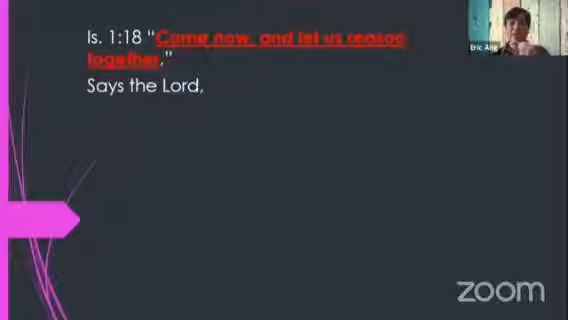 Is. 1:18 “Come now, and let us reason
together,”
Says the Lord,
Eric Ang
zoom